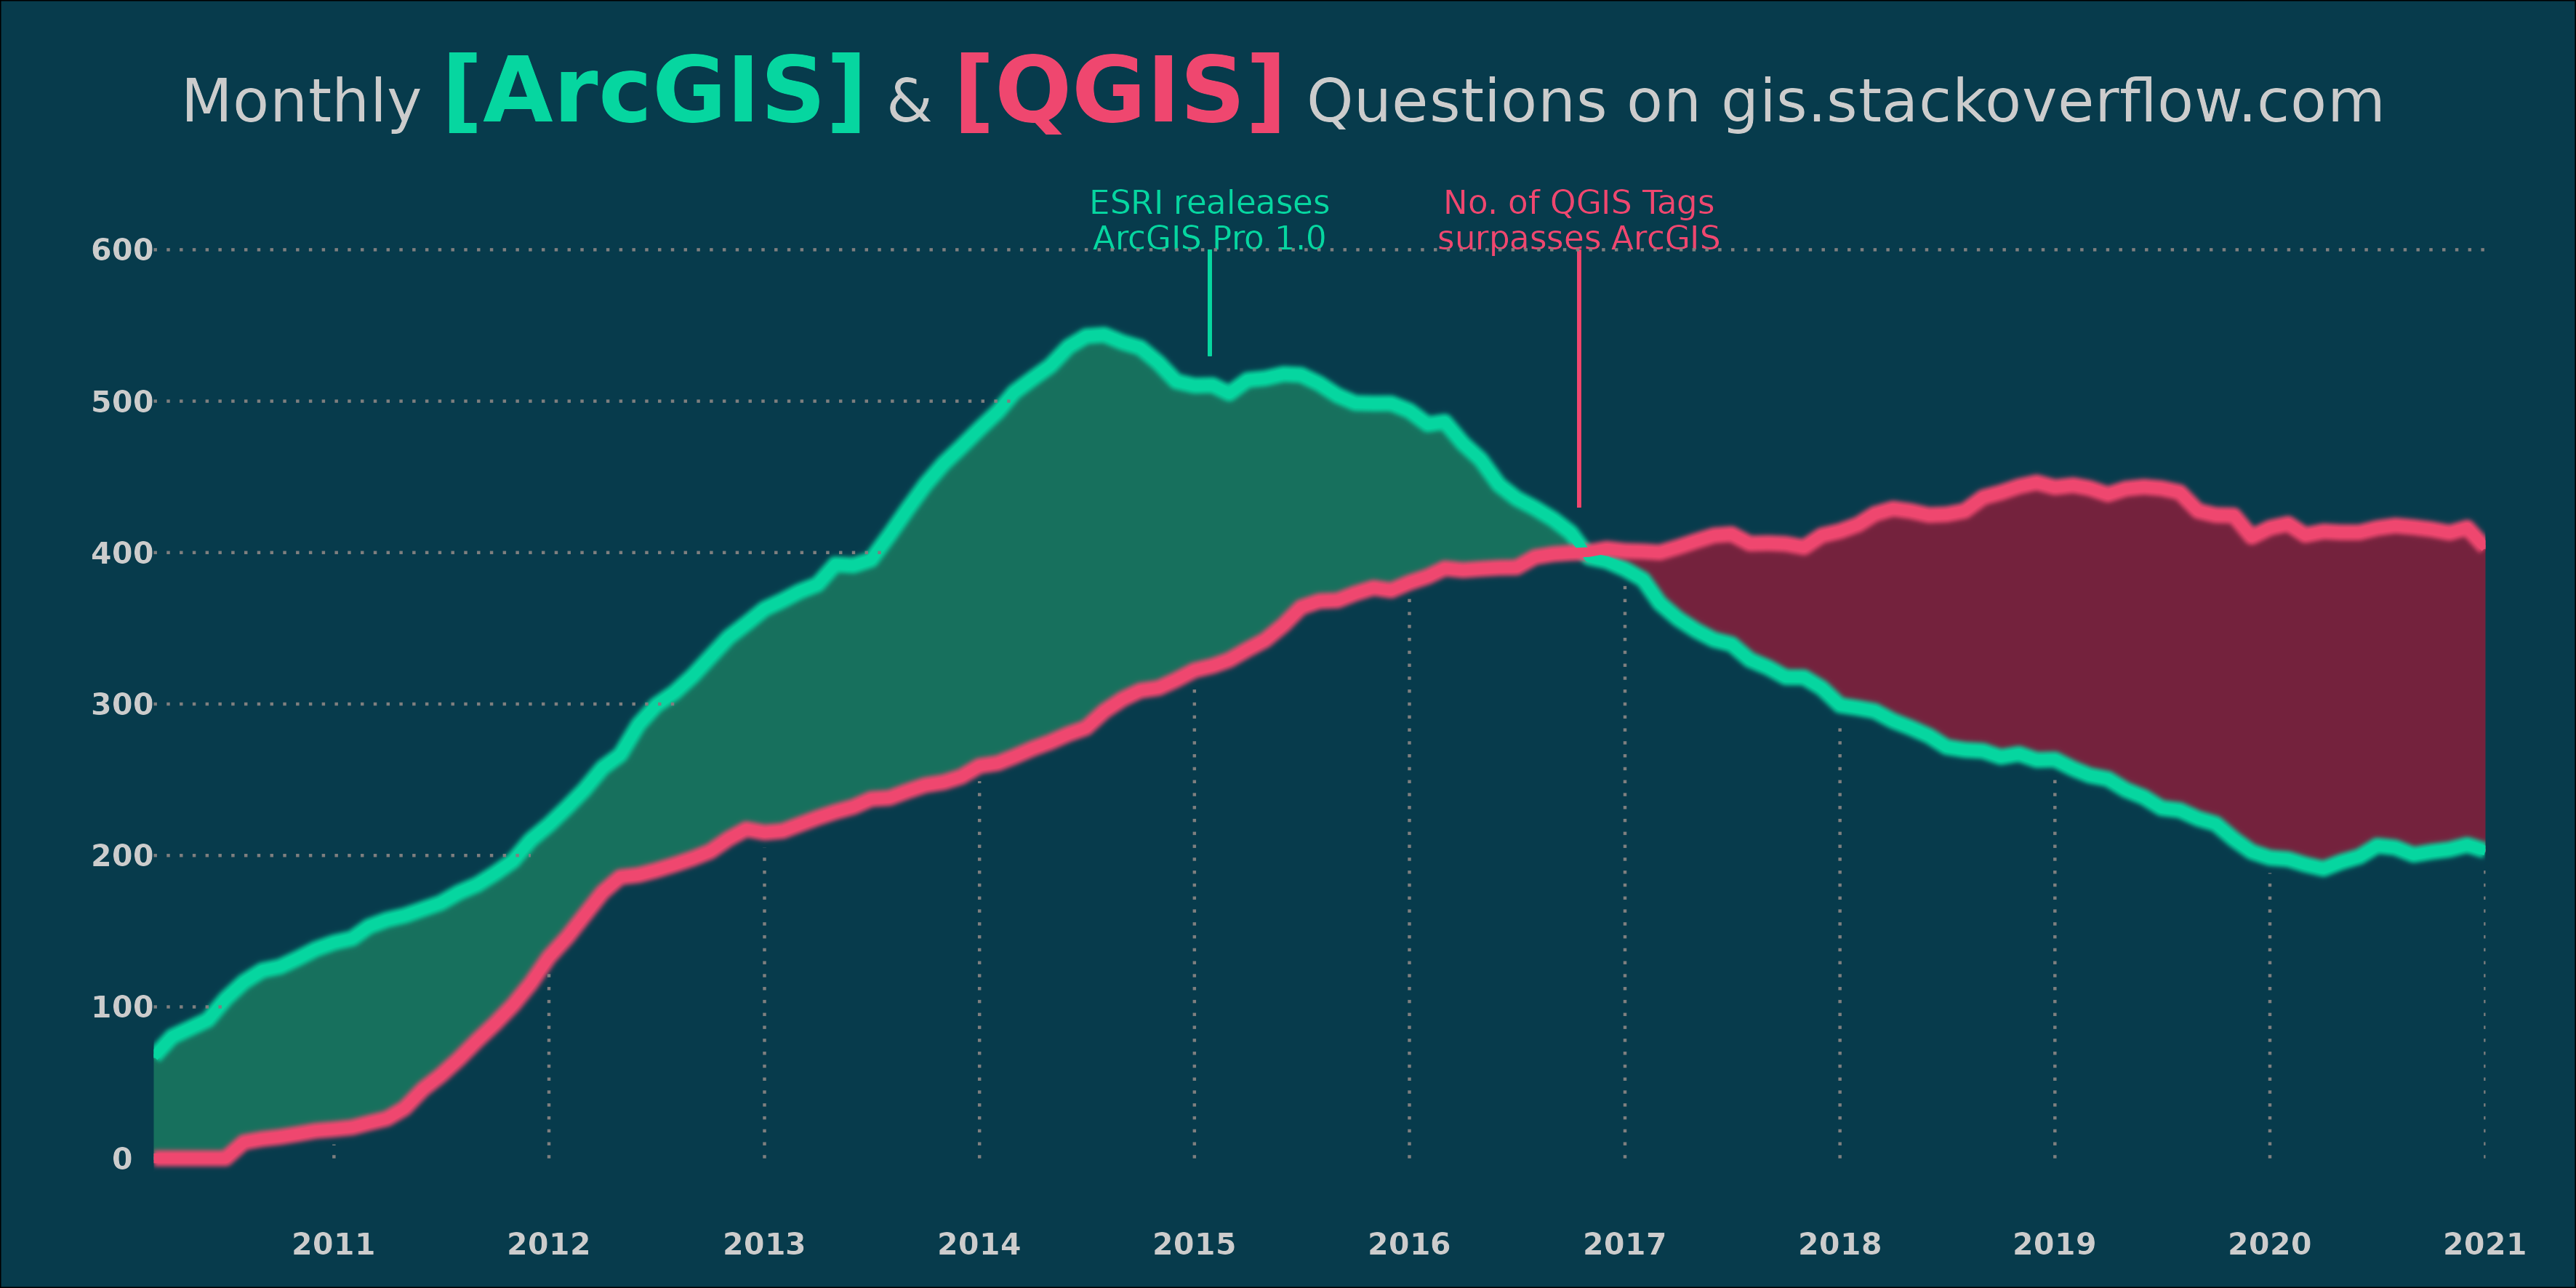 Monthly [ArcGIS] & [QGIS] Questions on gis.stackoverflow.com
ESRI realeases
ArcGIS Pro 1.0
No. of QGIS Tags
surpasses ArcGIS
600
500
400
300
200
100
0
2011 2012 2013 2014 2015 2016 2017 2018 2019 2020 2021